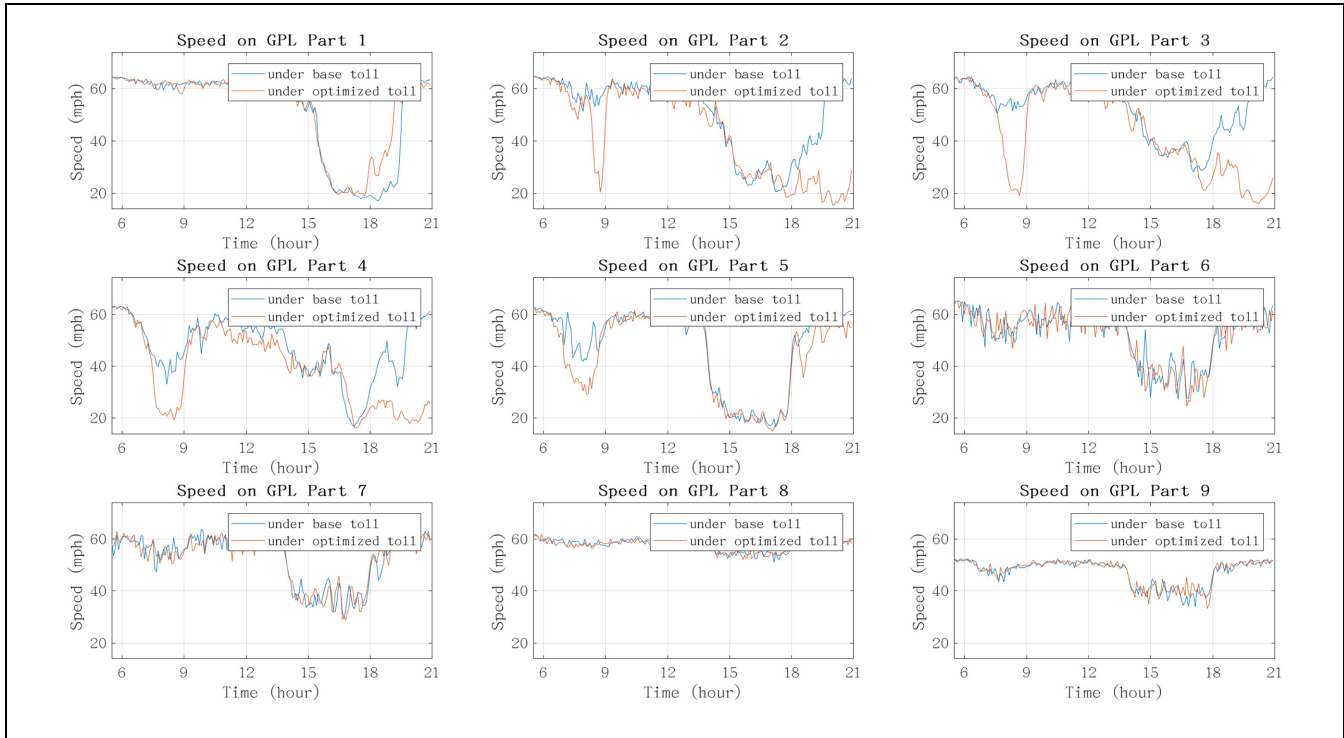 Speed on GPL Part 1
Speed (mph)
60
40
20
under base toll
under optimized toll
6 9 12 15 18 21
Time (hour)
Speed on GPL Part 2
Speed (mph)
60
40
20
under base toll
under optimized toll
6 9 12 15 18 21
Time (hour)
Speed on GPL Part 3
Speed (mph)
60
40
20
under base toll
under optimized toll
6 9 12 15 18 21
Time (hour)
Speed on GPL Part 4
Speed (mph)
60
40
20
under base toll
under optimized toll
6 9 12 15 18 21
Time (hour)
Speed on GPL Part 5
Speed (mph)
60
40
20
under base toll
under optimized toll
6 9 12 15 18 21
Time (hour)
Speed on GPL Part 6
Speed (mph)
60
40
20
under base toll
under optimized toll
6 9 12 15 18 21
Time (hour)
Speed on GPL Part 7
Speed (mph)
60
40
20
under base toll
under optimized toll
6 9 12 15 18 21
Time (hour)
Speed on GPL Part 8
Speed (mph)
60
40
20
under base toll
under optimized toll
6 9 12 15 18 21
Time (hour)
Speed on GPL Part 9
Speed (mph)
60
40
20
under base toll
under optimized toll
6 9 12 15 18 21
Time (hour)